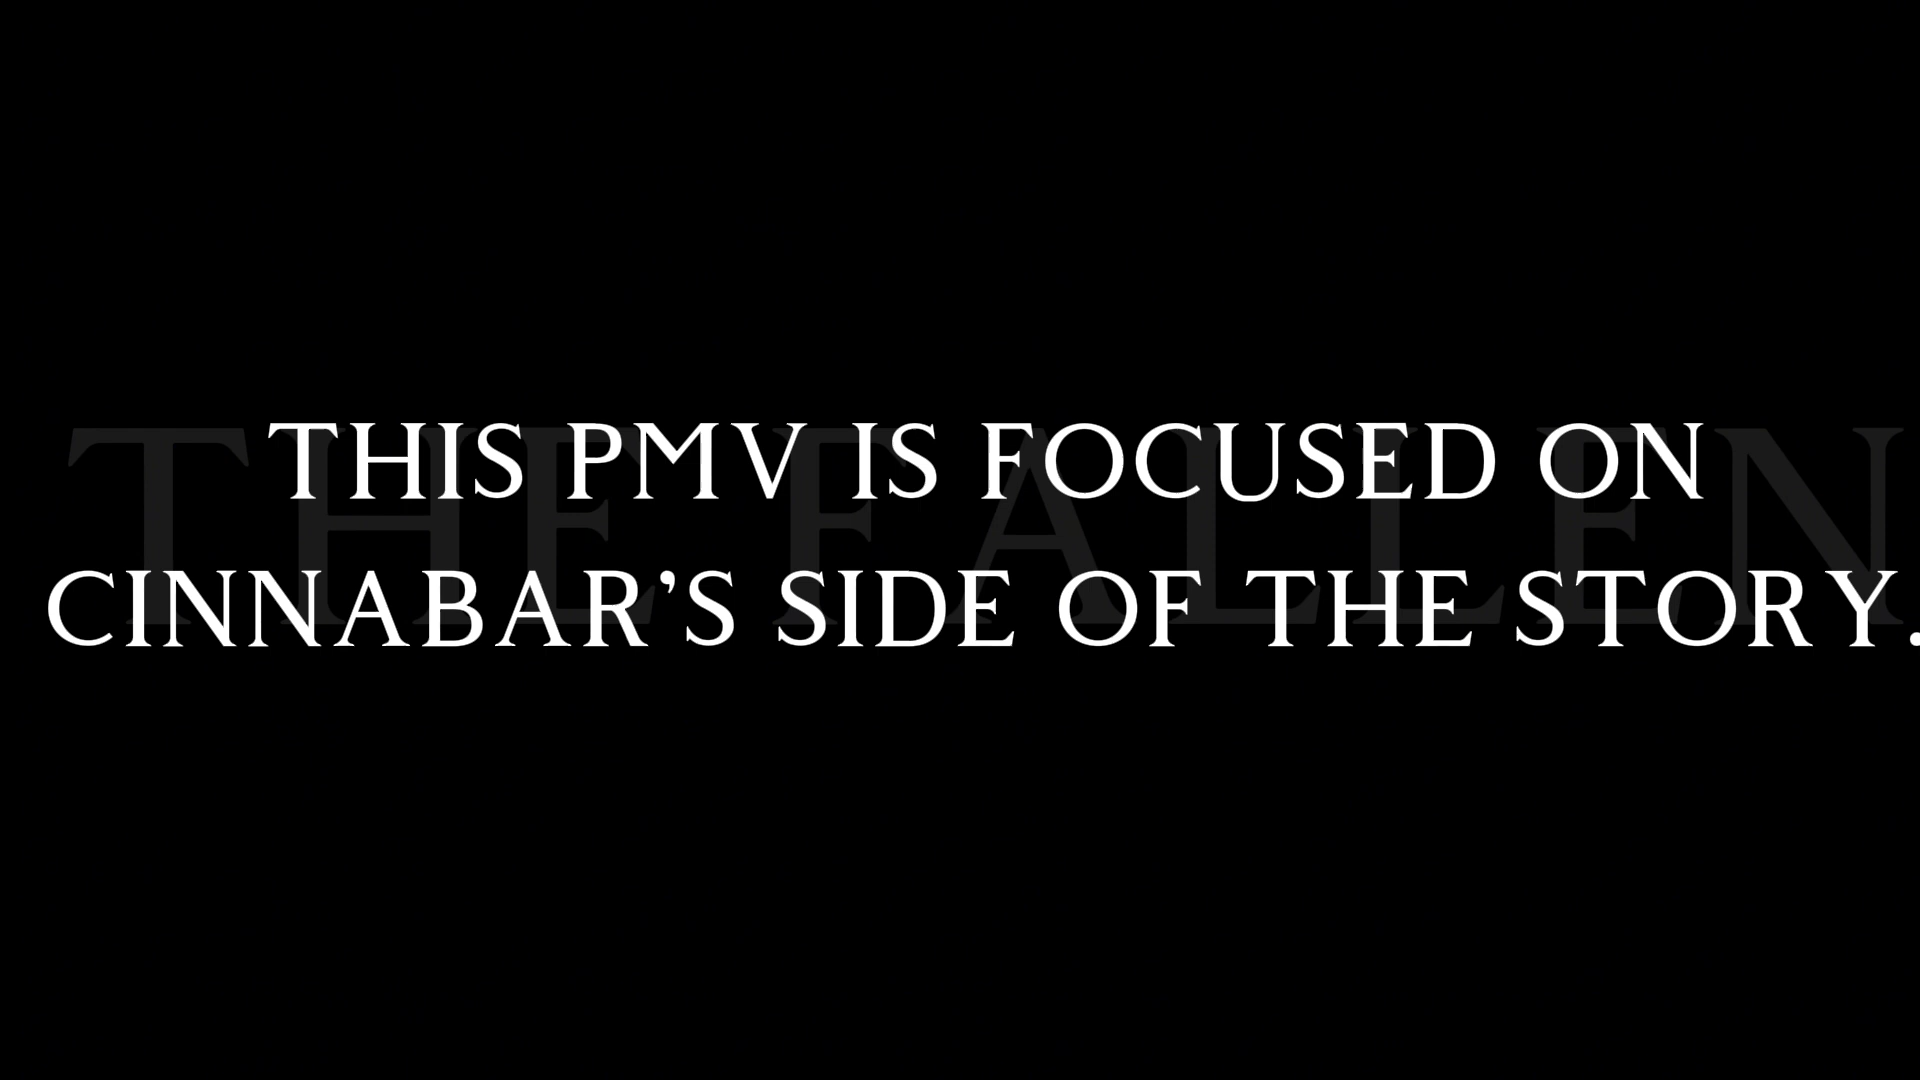 THIS PMV IS FOCUSED ON
CINNABAR’S SIDE OF THE STORY.
THE FALLEN